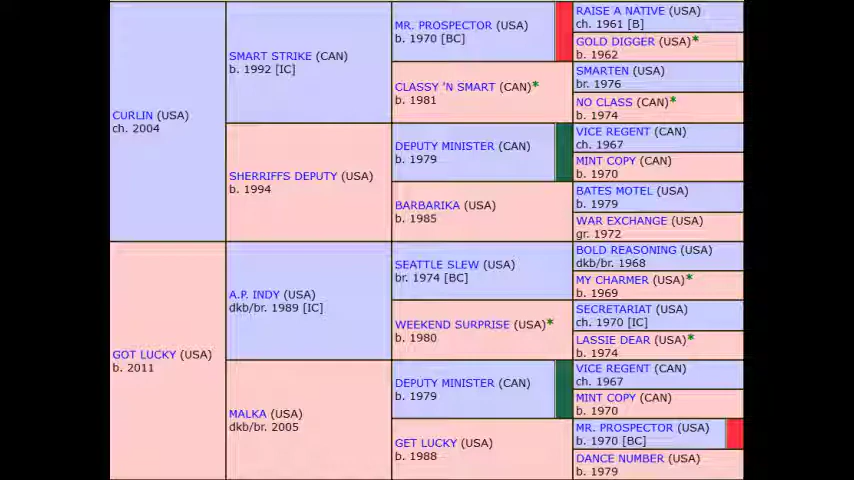 CURLIN (USA)
ch. 2004
SMART STRIKE (CAN)
b. 1992 [IC]
MR. PROSPECTOR (USA)
b. 1970 [BC]
RAISE A NATIVE (USA)
ch. 1961 [B]
GOLD DIGGER (USA)*
b. 1962
CLASSY 'N SMART (CAN)*
b. 1981
SMARTEN (USA)
br. 1976
NO CLASS (CAN)*
b. 1974
SHERRIFFS DEPUTY (USA)
b. 1994
DEPUTY MINISTER (CAN)
b. 1979
VICE REGENT (CAN)
ch. 1967
MINT COPY (CAN)
b. 1970
BARBARIKA (USA)
b. 1985
BATES MOTEL (USA)
b. 1979
WAR EXCHANGE (USA)
gr. 1972
GOT LUCKY (USA)
b. 2011
A.P. INDY (USA)
dkb/br. 1989 [IC]
SEATTLE SLEW (USA)
br. 1974 [BC]
BOLD REASONING (USA)
dkb/br. 1968
MY CHARMER (USA)*
b. 1969
WEEKEND SURPRISE (USA)*
b. 1980
SECRETARIAT (USA)
ch. 1970 [IC]
LASSIE DEAR (USA)*
b. 1974
MALKA (USA)
dkb/br. 2005
DEPUTY MINISTER (CAN)
b. 1979
VICE REGENT (CAN)
ch. 1967
MINT COPY (CAN)
b. 1970
GET LUCKY (USA)
b. 1988
MR. PROSPECTOR (USA)
b. 1970 [BC]
DANCE NUMBER (USA)
b. 1979